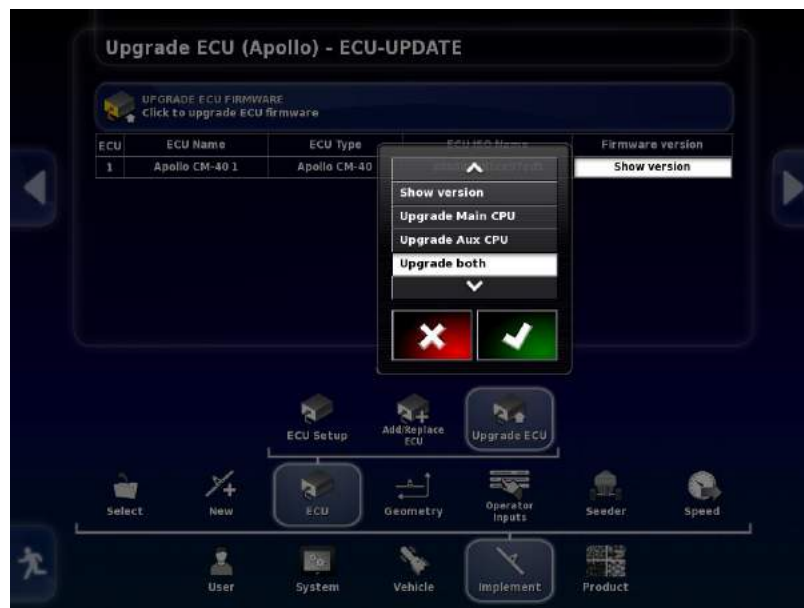 Upgrade ECU (Apollo) - ECU-UPDATE
UPGRADE ECU FIRMWARE
Click to upgrade ECU firmware
ECU ECU Name ECU Type ECU ISO Name Firmware version
1 Apollo CM-40 1 Apollo CM-40 Show version
Show version
Upgrade Main CPU
Upgrade Aux CPU
Upgrade both
ECU Setup
Add/Replace
ECU
Upgrade ECU
Select
New
ECU
Geometry
Operator
Inputs
Seeder
Speed
User
System
Vehicle
Implement
Product